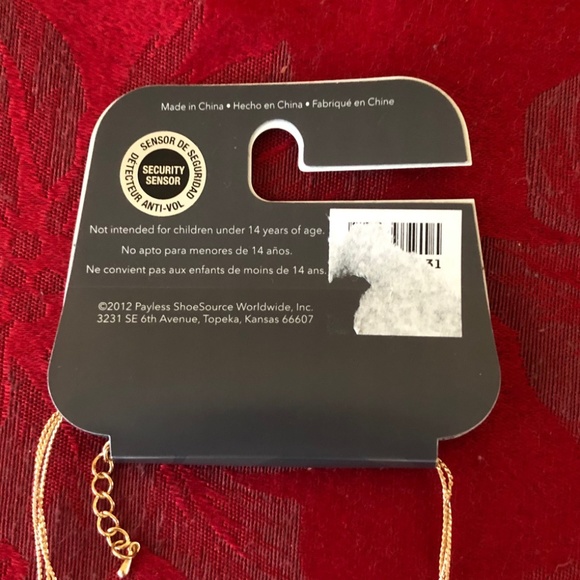 Made in China • Hecho en China • Fabriqué en Chine
SENSOR DE SEGURIDAD
SECURITY
SENSOR
DÉTECTEUR ANTI-VOL
Not intended for children under 14 years of age.
No apto para menores de 14 años.
Ne convient pas aux enfants de moins de 14 ans.
31
©2012 Payless ShoeSource Worldwide, Inc.
3231 SE 6th Avenue, Topeka, Kansas 66607